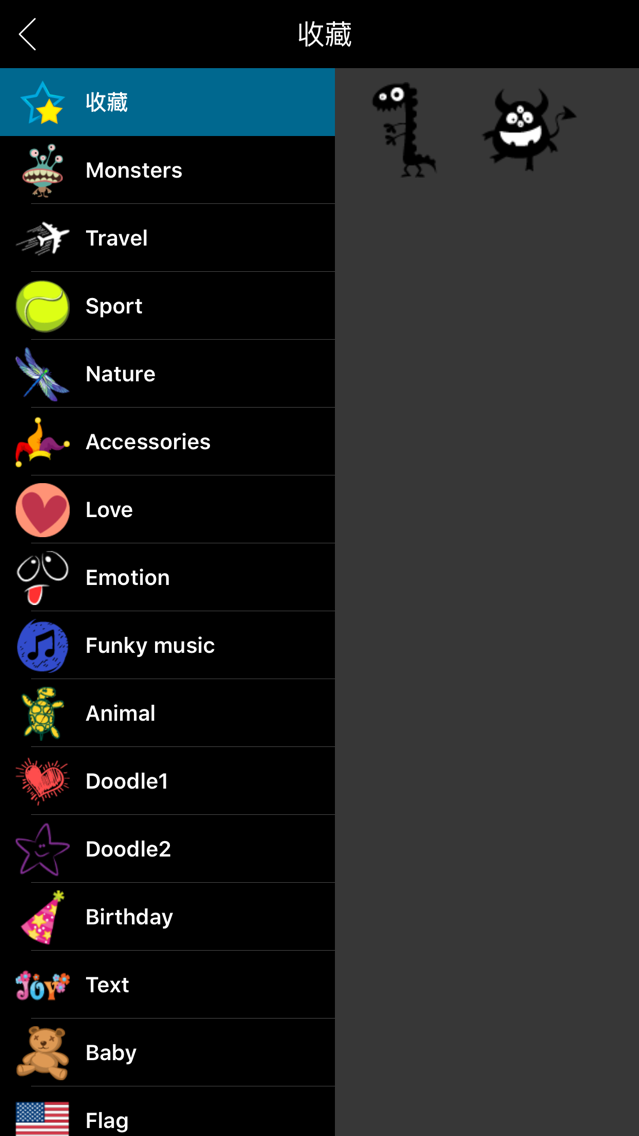 收藏
收藏
Monsters
Travel
Sport
Nature
Accessories
Love
Emotion
Funky music
Animal
Doodle1
Doodle2
Birthday
JOY Text
Baby
Flag